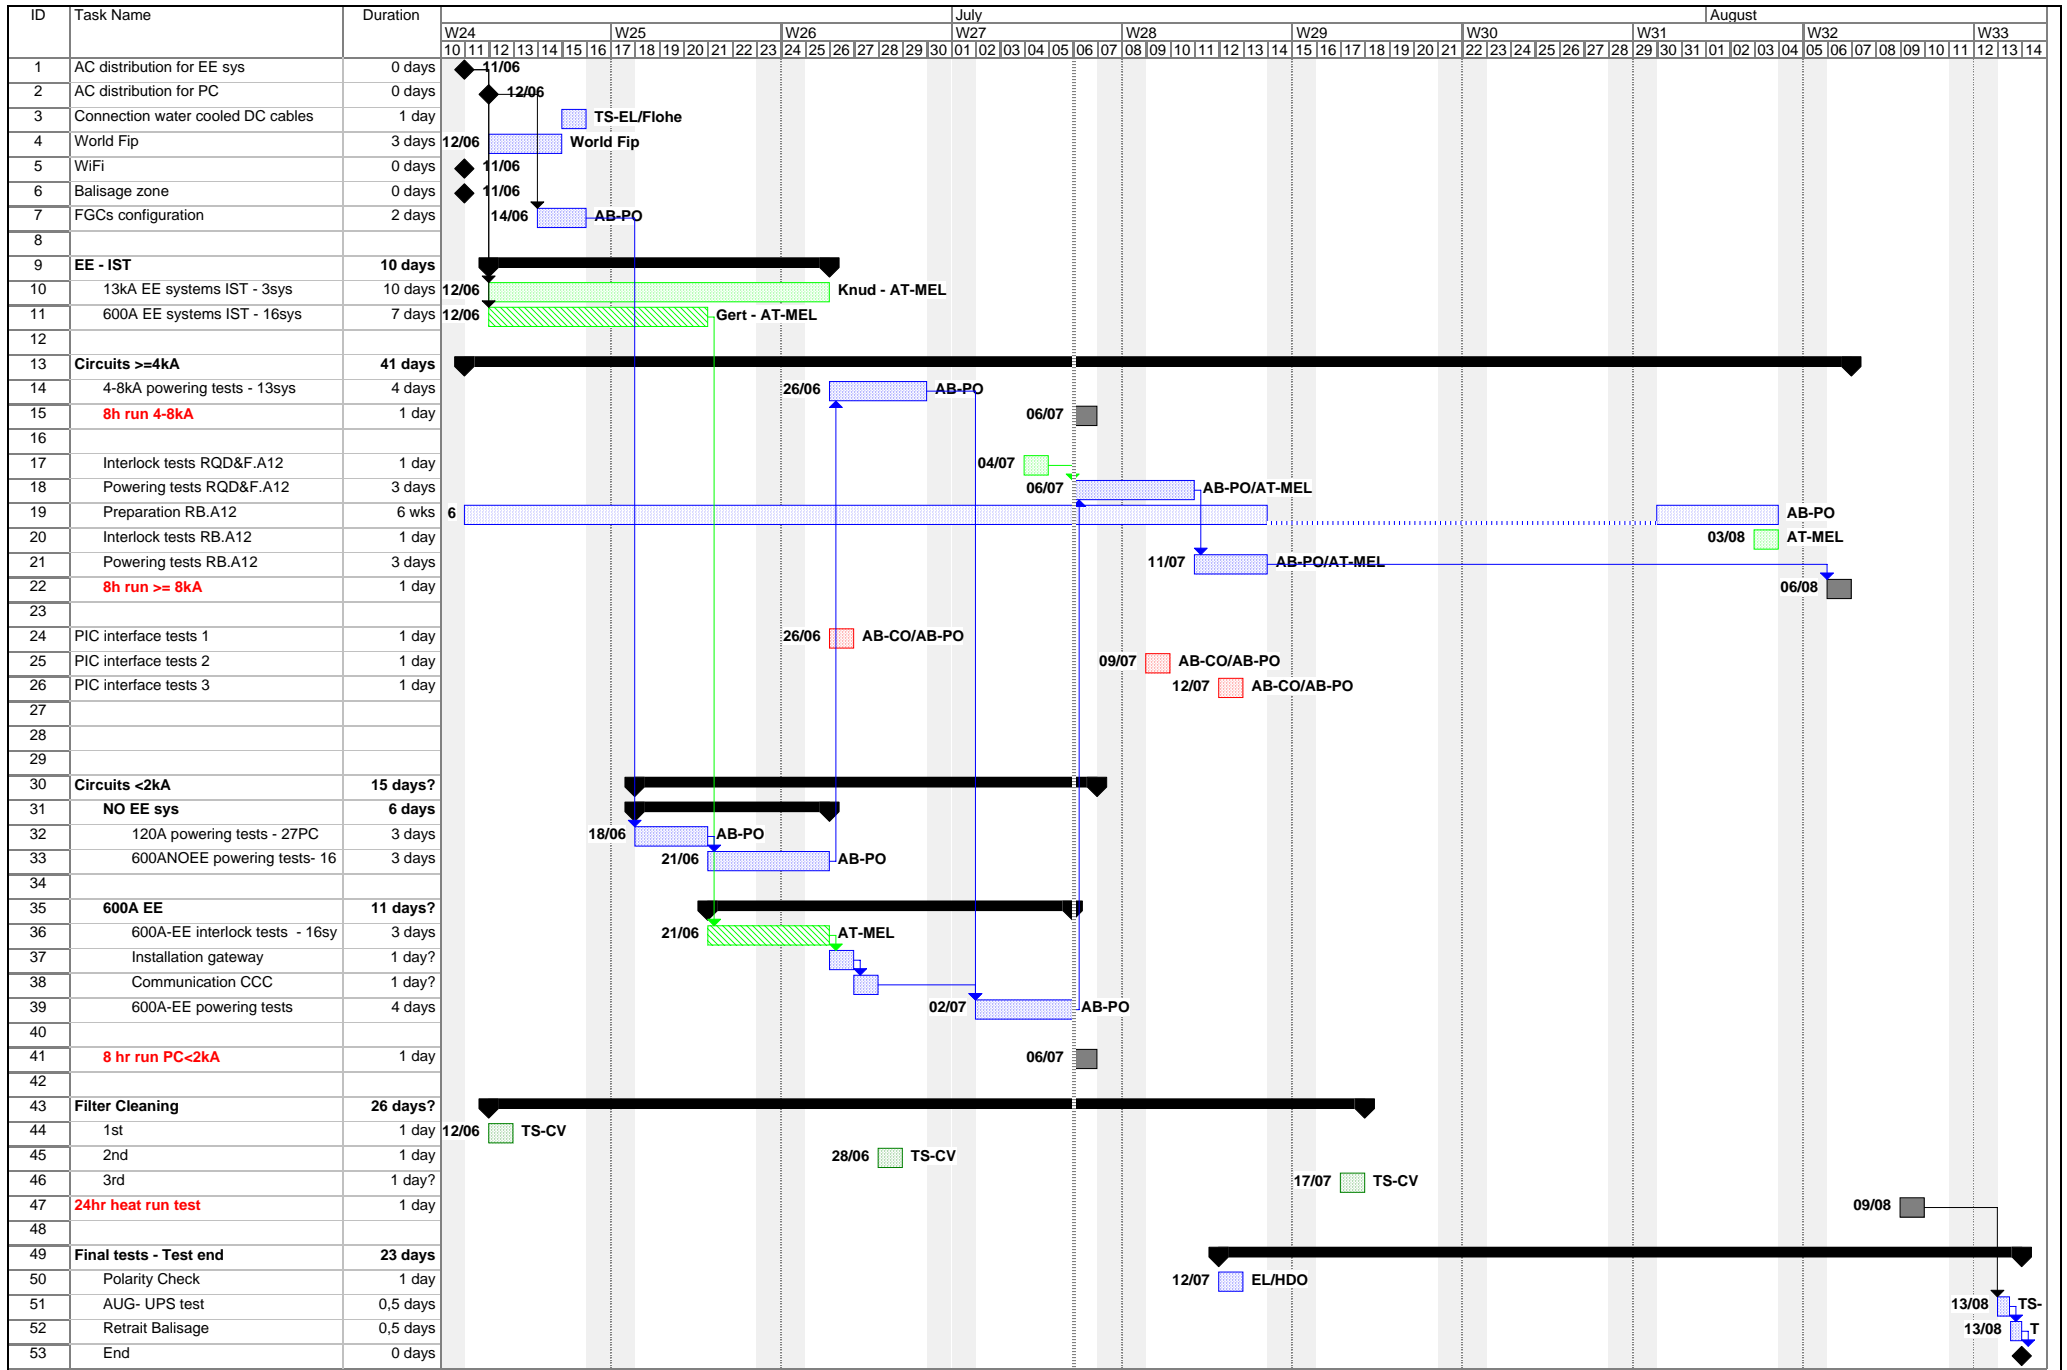 ID Task Name Duration July August
W24 W25 W26 W27 W28 W29 W30 W31 W32 W33
10 11 12 13 14 15 16 17 18 19 20 21 22 23 24 25 26 27 28 29 30 01 02 03 04 05 06 07 08 09 10 11 12 13 14 15 16 17 18 19 20 21 22 23 24 25 26 27 28 29 30 31 01 02 03 04 05 06 07 08 09 10 11 12 13 14
1 AC distribution for EE sys 0 days 11/06
2 AC distribution for PC 0 days 12/06
3 Connection water cooled DC cables 1 day TS-EL/Flohe
4 World Fip 3 days 12/06 World Fip
5 WiFi 0 days 11/06
6 Balisage zone 0 days 11/06
7 FGCs configuration 2 days 14/06 AB-PO
8
9 EE - IST 10 days
10 13kA EE systems IST - 3sys 10 days 12/06 Knud - AT-MEL
11 600A EE systems IST - 16sys 7 days 12/06 Gert - AT-MEL
12
13 Circuits >=4kA 41 days
14 4-8kA powering tests - 13sys 4 days 26/06 AB-PO
15 8h run 4-8kA 1 day 06/07
16
17 Interlock tests RQD&F.A12 1 day 04/07
18 Powering tests RQD&F.A12 3 days 06/07 AB-PO/AT-MEL
19 Preparation RB.A12 6 wks 6 AB-PO
20 Interlock tests RB.A12 1 day 03/08 AT-MEL
21 Powering tests RB.A12 3 days 11/07 AB-PO/AT-MEL
22 8h run >= 8kA 1 day 06/08
23
24 PIC interface tests 1 1 day 26/06 AB-CO/AB-PO
25 PIC interface tests 2 1 day 09/07 AB-CO/AB-PO
26 PIC interface tests 3 1 day 12/07 AB-CO/AB-PO
27
28
29
30 Circuits <2kA 15 days?
31 NO EE sys 6 days
32 120A powering tests - 27PC 3 days 18/06 AB-PO
33 600ANOEE powering tests- 16 3 days 21/06 AB-PO
34
35 600A EE 11 days?
36 600A-EE interlock tests - 16sy 3 days 21/06 AT-MEL
37 Installation gateway 1 day?
38 Communication CCC 1 day?
39 600A-EE powering tests 4 days 02/07 AB-PO
40
41 8 hr run PC<2kA 1 day 06/07
42
43 Filter Cleaning 26 days?
44 1st 1 day 12/06 TS-CV
45 2nd 1 day 28/06 TS-CV
46 3rd 1 day? 17/07 TS-CV
47 24hr heat run test 1 day 09/08
48
49 Final tests - Test end 23 days
50 Polarity Check 1 day 12/07 EL/HDO
51 AUG- UPS test 0,5 days 13/08 TS-
52 Retrait Balisage 0,5 days 13/08 T
53 End 0 days